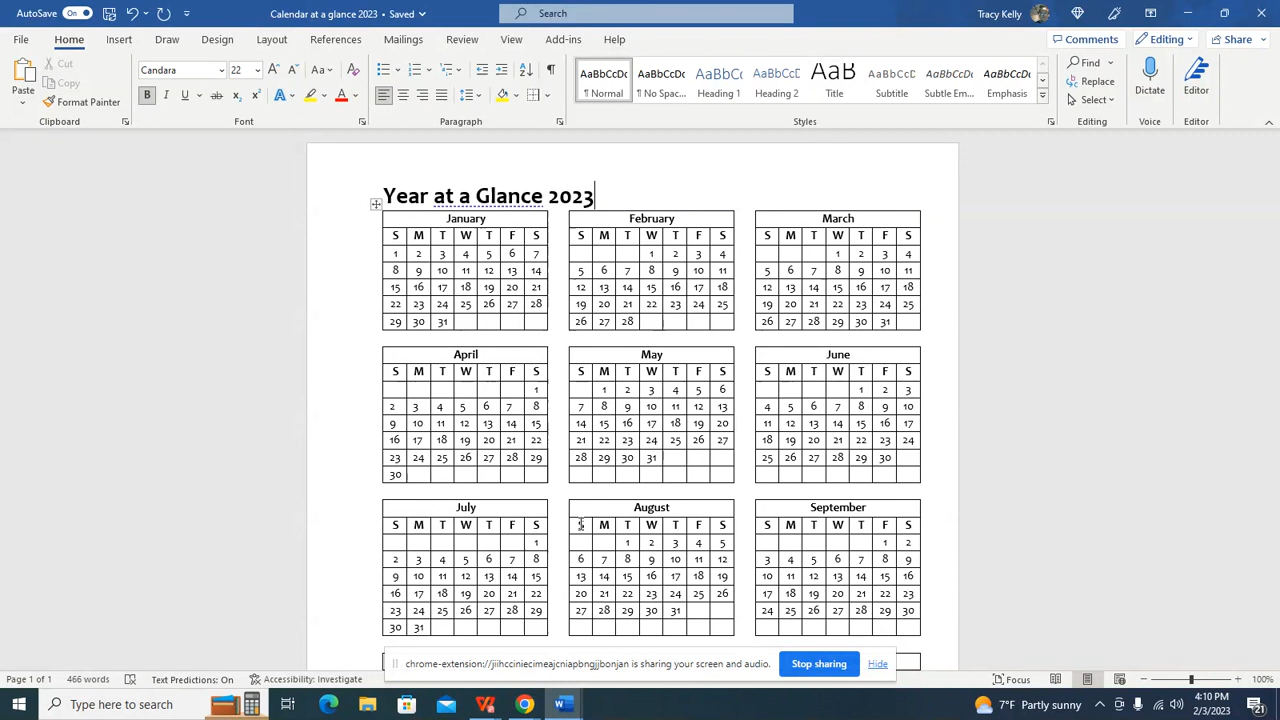 AutoSave On Calendar at a glance 2023 • Saved Search Tracy Kelly
File Home Insert Draw Design Layout References Mailings Review View Add-ins Help Comments Editing Share
Paste Cut Copy Format Painter Clipboard
Candara 22 Font
Paragraph
AaBbCcDc AaBbCcDc AaBbC AaBbCcD AaB AaBbCcD AaBbCcDc AaBbCcDc
¶ Normal ¶ No Spac... Heading 1 Heading 2 Title Subtitle Subtle Em... Emphasis
Styles
Find Replace Select Editing
Dictate Voice
Editor Editor
Year at a Glance 2023
January February March
S M T W T F S S M T W T F S S M T W T F S
1 2 3 4 5 6 7 1 2 3 4 1 2 3 4
8 9 10 11 12 13 14 5 6 7 8 9 10 11 5 6 7 8 9 10 11
15 16 17 18 19 20 21 12 13 14 15 16 17 18 12 13 14 15 16 17 18
22 23 24 25 26 27 28 19 20 21 22 23 24 25 19 20 21 22 23 24 25
29 30 31 26 27 28 26 27 28 29 30 31
April May June
S M T W T F S S M T W T F S S M T W T F S
1 1 2 3 4 5 6 1 2 3
2 3 4 5 6 7 8 7 8 9 10 11 12 13 4 5 6 7 8 9 10
9 10 11 12 13 14 15 14 15 16 17 18 19 20 11 12 13 14 15 16 17
16 17 18 19 20 21 22 21 22 23 24 25 26 27 18 19 20 21 22 23 24
23 24 25 26 27 28 29 28 29 30 31 25 26 27 28 29 30
30
July August September
S M T W T F S M T W T F S S M T W T F S
1 1 2 3 4 5 1 2
2 3 4 5 6 7 8 6 7 8 9 10 11 12 3 4 5 6 7 8 9
9 10 11 12 13 14 15 13 14 15 16 17 18 19 10 11 12 13 14 15 16
16 17 18 19 20 21 22 20 21 22 23 24 25 26 17 18 19 20 21 22 23
23 24 25 26 27 28 29 27 28 29 30 31 24 25 26 27 28 29 30
30 31
chrome-extension://jiihcciniecimeajcniapbngjjbonjan is sharing your screen and audio. Stop sharing Hide
Page 1 of 1 466 words Text Predictions: On Accessibility: Investigate Focus 100%
Type here to search 7°F Partly sunny 4:10 PM
2/3/2023 21